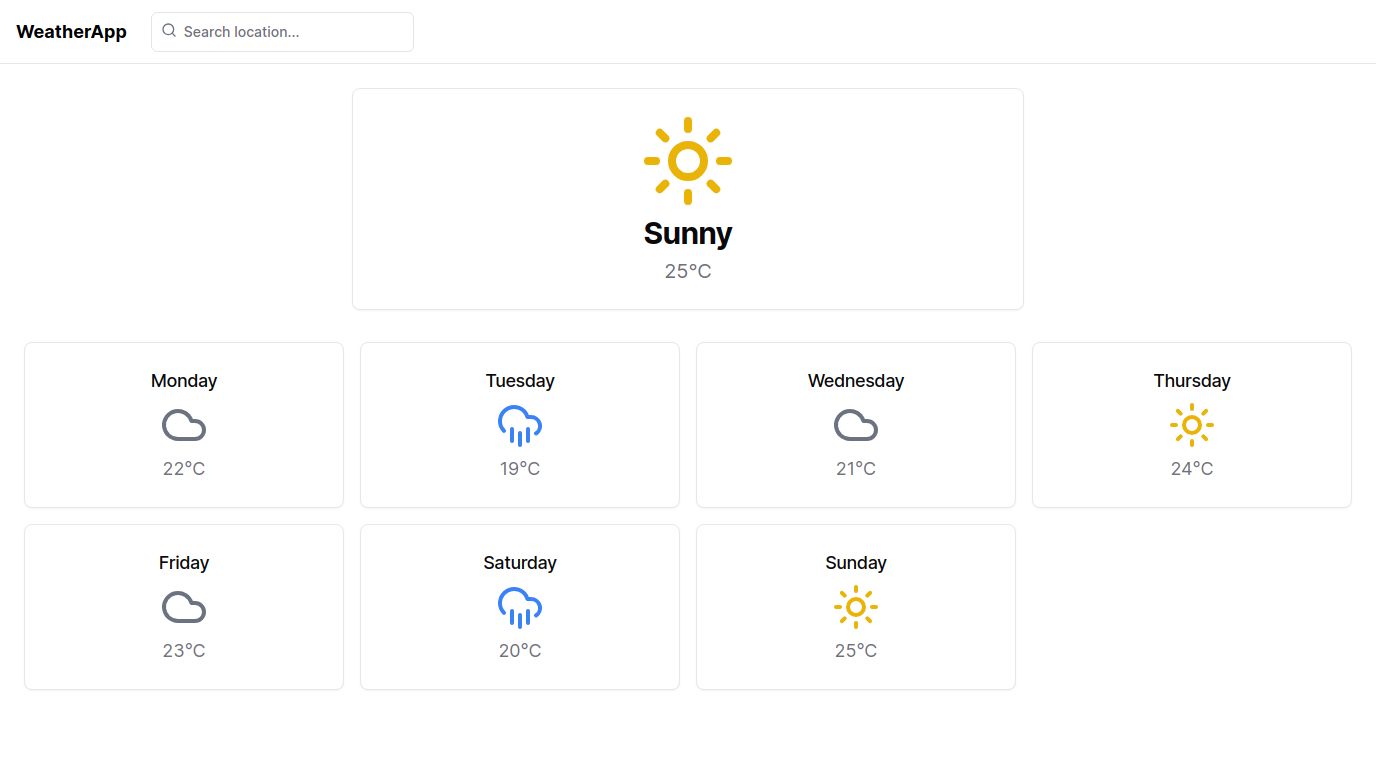 WeatherApp
Search location...
Sunny
25°C
Monday
22°C
Tuesday
19°C
Wednesday
21°C
Thursday
24°C
Friday
23°C
Saturday
20°C
Sunday
25°C